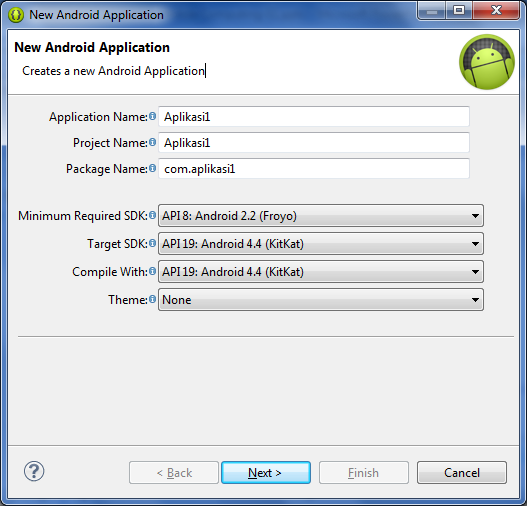 New Android Application
New Android Application
Creates a new Android Application
Application Name: Aplikasi1
Project Name: Aplikasi1
Package Name: com.aplikasi1
Minimum Required SDK: API 8: Android 2.2 (Froyo)
Target SDK: API 19: Android 4.4 (KitKat)
Compile With: API 19: Android 4.4 (KitKat)
Theme: None
? < Back Next > Finish Cancel